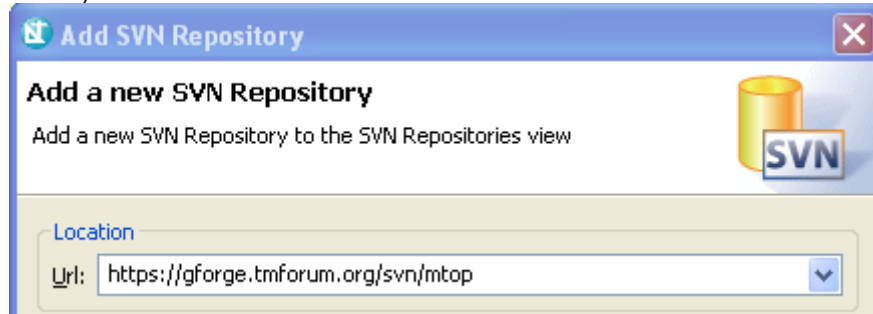 Add SVN Repository
Add a new SVN Repository
Add a new SVN Repository to the SVN Repositories view
SVN
Location
Url: https://gforge.tmforum.org/svn/mtop